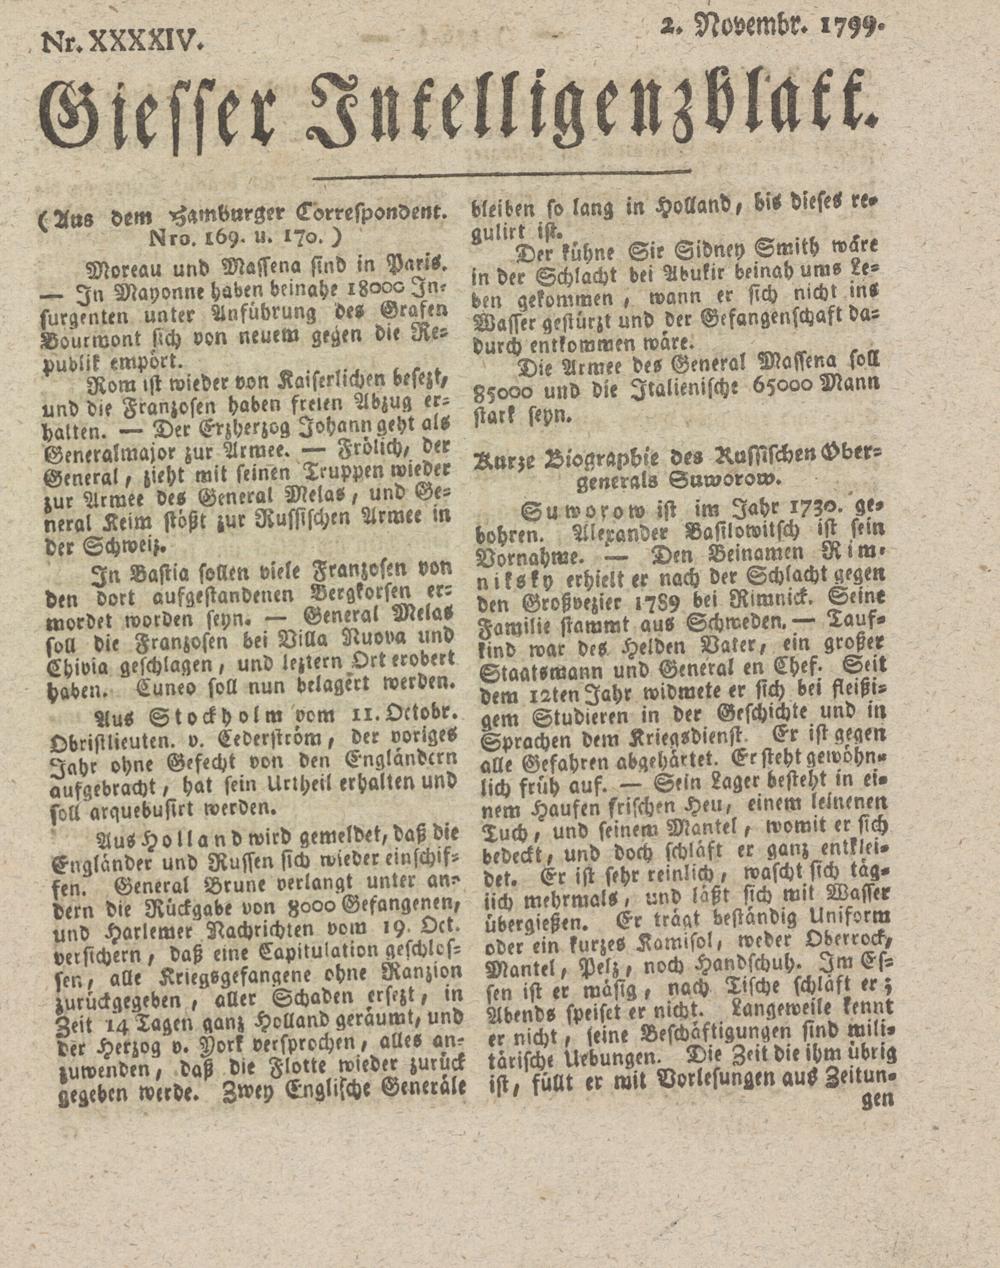 Nr. XXXXIV.
2. Novembr. 1799.
Giesser Intelligenzblatt.
(Aus dem Hamburger Correspondent.
Nro. 169. u. 170.)
Moreau und Massena sind in Paris.
— In Mayonne haben beinahe 18000 In-
surgenten unter Anführung des Grafen
Bourmont sich von neuem gegen die Re-
publik empört.
Rom ist wieder von Kaiserlichen besezt,
und die Franzosen haben freien Abzug er-
halten. — Der Erzherzog Johann geht als
Generalmajor zur Armee. — Frölich, der
General, zieht mit seinen Truppen wieder
zur Armee des General Melas, und Ge-
neral Keim stößt zur Russischen Armee in
der Schweiz.
In Bastia sollen viele Franzosen von
den dort aufgestandenen Bergkorsen er-
mordet worden seyn. — General Melas
soll die Franzosen bei Villa Nuova und
Chivia geschlagen, und leztern Ort erobert
haben. Cuneo soll nun belagert werden.
Aus Stockholm vom 11. Octobr.
Obristlieuten. v. Cederström, der voriges
Jahr ohne Gefecht von den Engländern
aufgebracht, hat sein Urtheil erhalten und
soll arquebusirt werden.
Aus Holland wird gemeldet, daß die
Engländer und Russen sich wieder einschif-
fen. General Brune verlangt unter an-
dern die Rückgabe von 8000 Gefangenen,
und Harlemer Nachrichten vom 19. Oct.
versichern, daß eine Capitulation geschlos-
sen, alle Kriegsgefangene ohne Ranzion
zurückgegeben, aller Schaden ersezt, in
Zeit 14 Tagen ganz Holland geräumt, und
der Herzog v. York versprochen, alles an-
zuwenden, daß die Flotte wieder zurück
gegeben werde. Zwey Englische Generäle
bleiben so lang in Holland, bis dieses re-
gulirt ist.
Der kühne Sir Sidney Smith wäre
in der Schlacht bei Abukir beinah ums Le-
ben gekommen, wann er sich nicht ins
Wasser gestürzt und der Gefangenschaft da-
durch entkommen wäre.
Die Armee des General Massena soll
85000 und die Italienische 65000 Mann
stark seyn.
Kurze Biographie des Russischen Ober-
generals Suworow.
Suworow ist im Jahr 1730. ge-
bohren. Alexander Basilowitsch ist sein
Vornahme. — Den Beinamen Rim-
niksky erhielt er nach der Schlacht gegen
den Großvezier 1789 bei Rimnick. Seine
Familie stammt aus Schweden. — Tauf-
kind war des Helden Vater, ein großer
Staatsmann und General en Chef. Seit
dem 12ten Jahr widmete er sich bei fleißi-
gem Studieren in der Geschichte und in
Sprachen dem Kriegsdienst. Er ist gegen
alle Gefahren abgehärtet. Er steht gewöhn-
lich früh auf. — Sein Lager besteht in ei-
nem Haufen frischen Heu, einem leinenen
Tuch, und seinem Mantel, womit er sich
bedeckt, und doch schläft er ganz entklei-
det. Er ist sehr reinlich, wascht sich täg-
lich mehrmals, und läßt sich mit Wasser
übergießen. Er trägt beständig Uniform
oder ein kurzes Kamisol, weder Oberrock,
Mantel, Pelz, noch Handschuh. Im Es-
sen ist er mäsig, nach Tische schläft er;
Abends speiset er nicht. Langeweile kennt
er nicht, seine Beschäftigungen sind mili-
tärische Uebungen. Die Zeit die ihm übrig
ist, füllt er mit Vorlesungen aus Zeitun-
gen